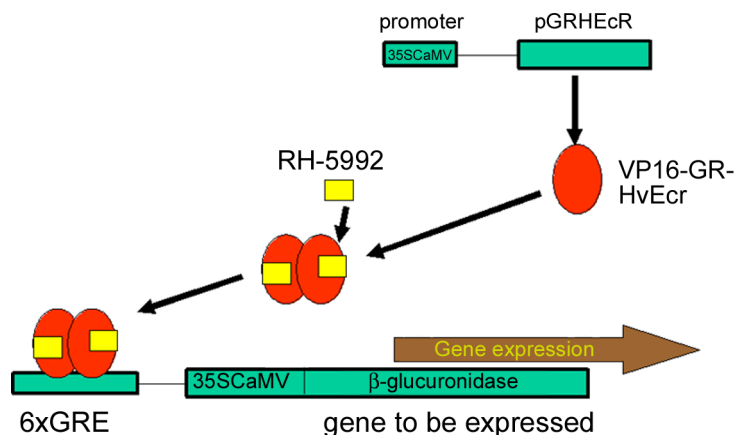 promoter pGRHEcR
35SCaMV
RH-5992
VP16-GR-
HvEcr
Gene expression
35SCaMV β-glucuronidase
6xGRE gene to be expressed